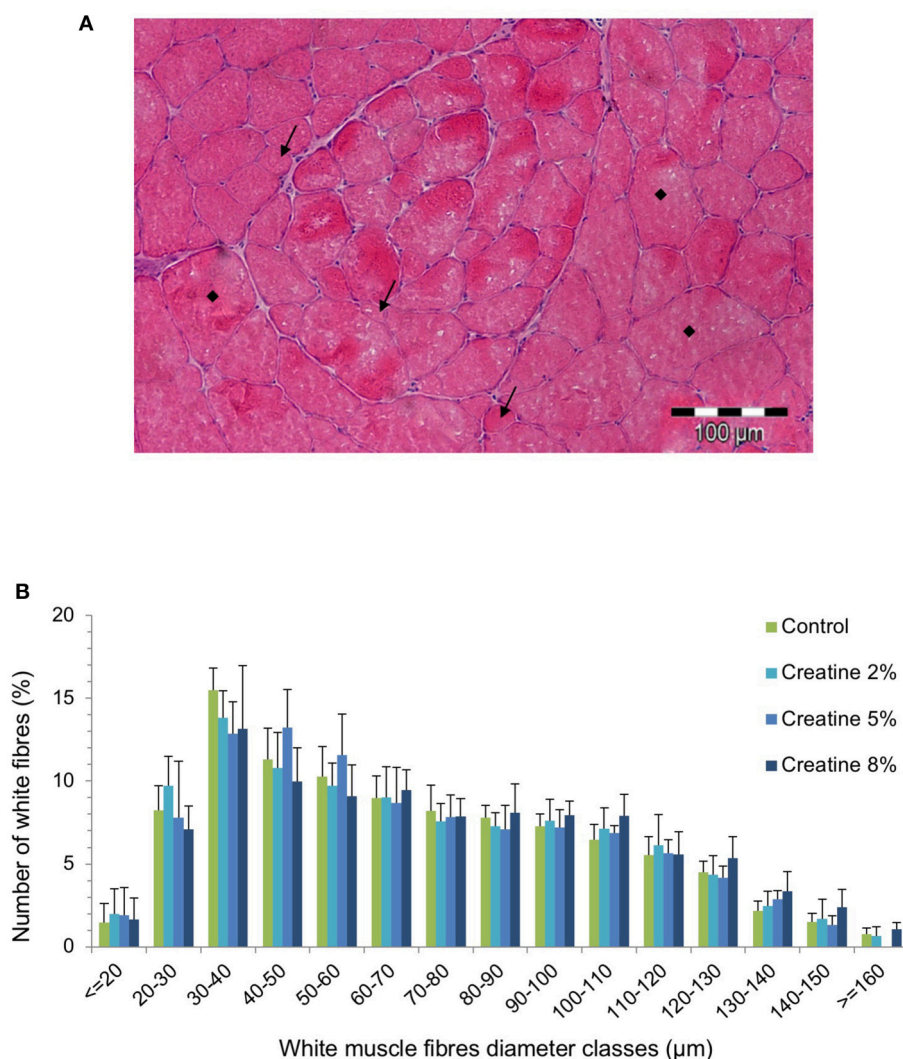 A
100 µm
B
20
15
10
5
0
Number of white fibres (%)
Control
Creatine 2%
Creatine 5%
Creatine 8%
<=20
20-30
30-40
40-50
50-60
60-70
70-80
80-90
90-100
100-110
110-120
120-130
130-140
140-150
>=160
White muscle fibres diameter classes (µm)